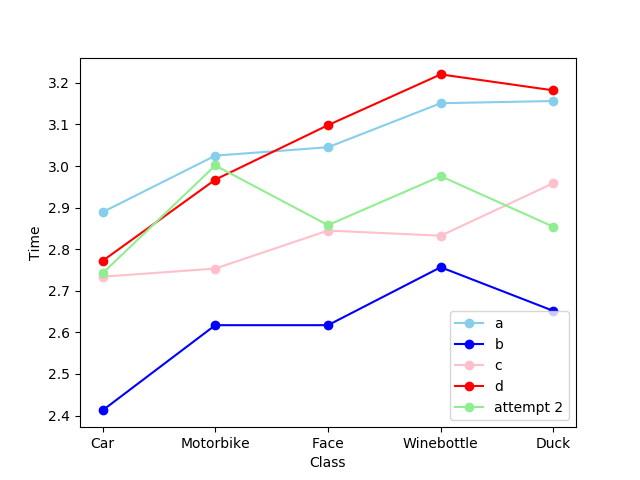 3.2
3.1
3.0
2.9
2.8
2.7
2.6
2.5
2.4
Time
Car Motorbike Face Winebottle Duck
Class
a
b
c
d
attempt 2